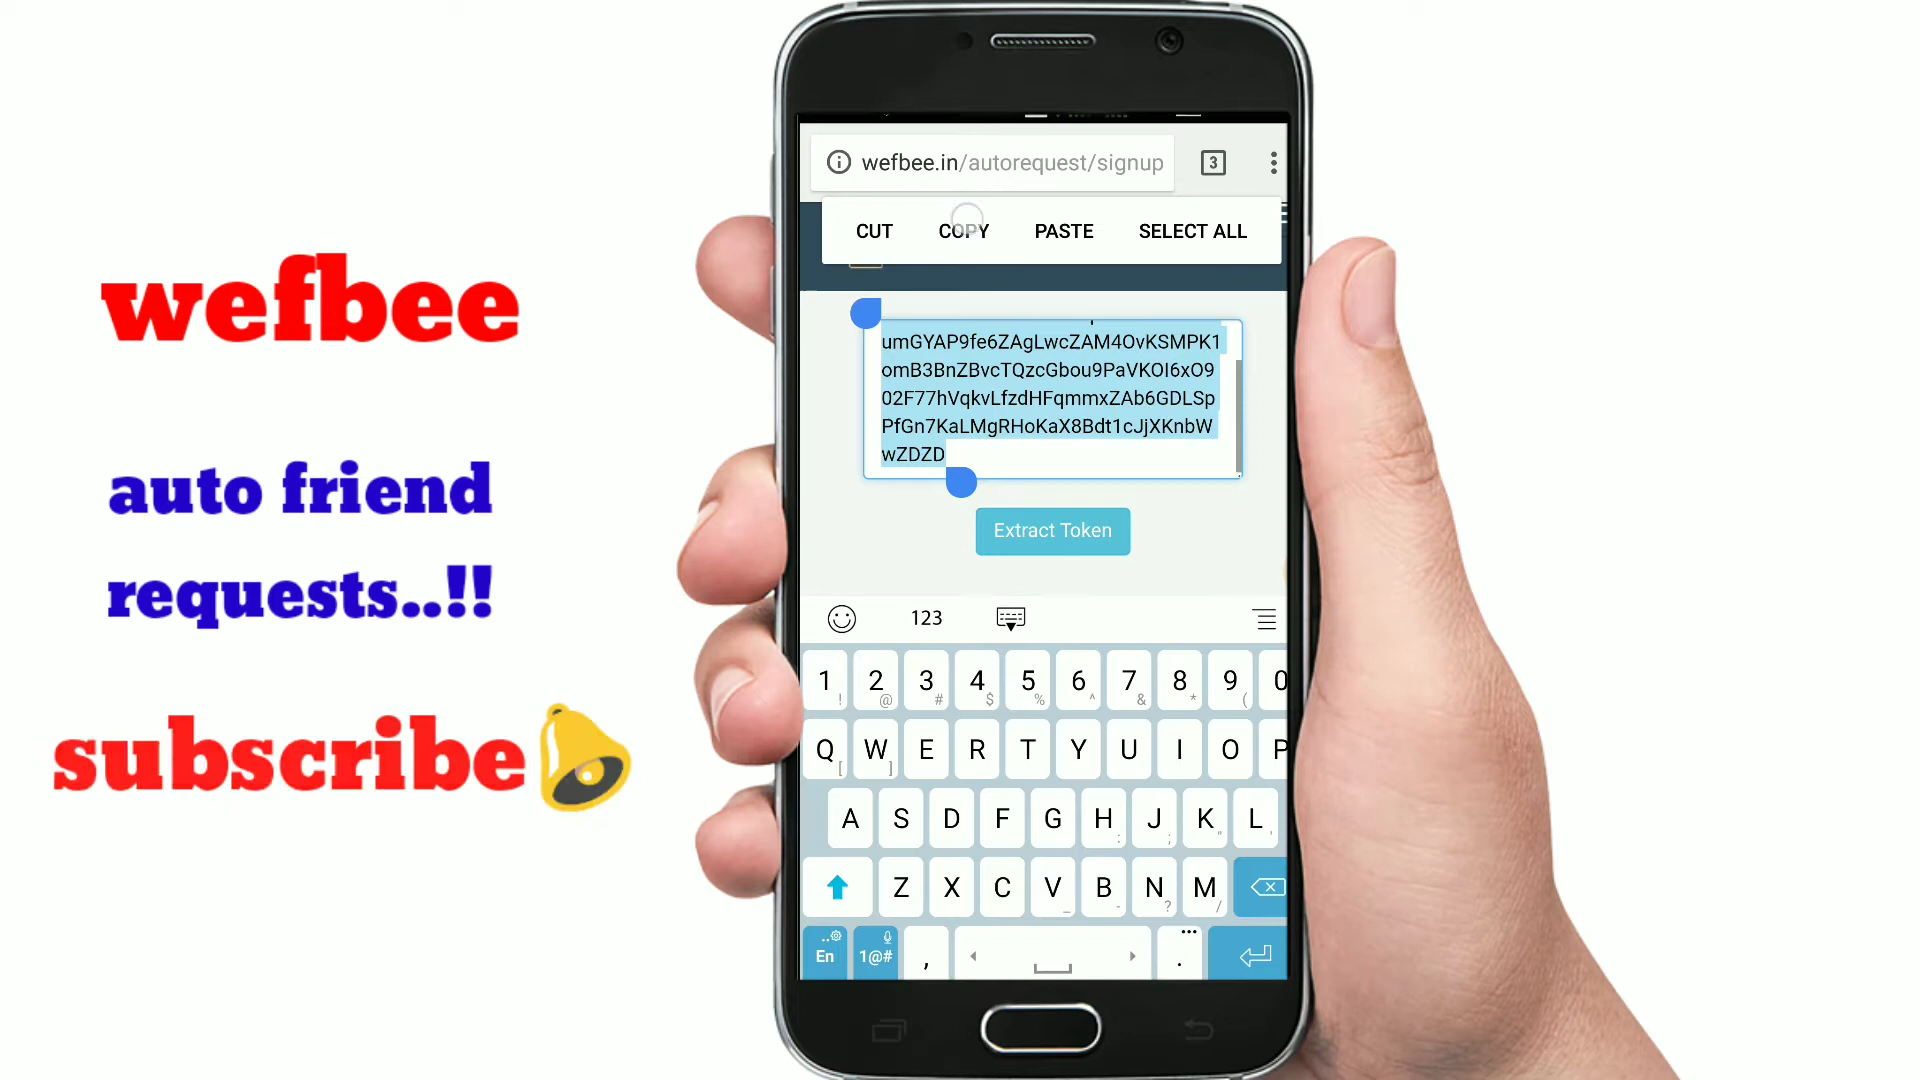 wefbee
auto friend
requests..!!
subscribe
wefbee.in/autorequest/signup
3
CUT COPY PASTE SELECT ALL
umGYAP9fe6ZAgLwcZAM4OvKSMPK1
omB3BnZBvcTQzcGbou9PaVKOI6xO9
02F77hVqkvLfzdHFqmmxZAb6GDLSp
PfGn7KaLMgRHoKaX8Bdt1cJjXKnbW
wZDZD
Extract Token
123
1 2 3 4 5 6 7 8 9 0
! @ # $ % ^ & * (
Q W E R T Y U I O P
[ ]
A S D F G H J K L
: ; " '
Z X C V B N M
_ - ? /
En 1@# , .